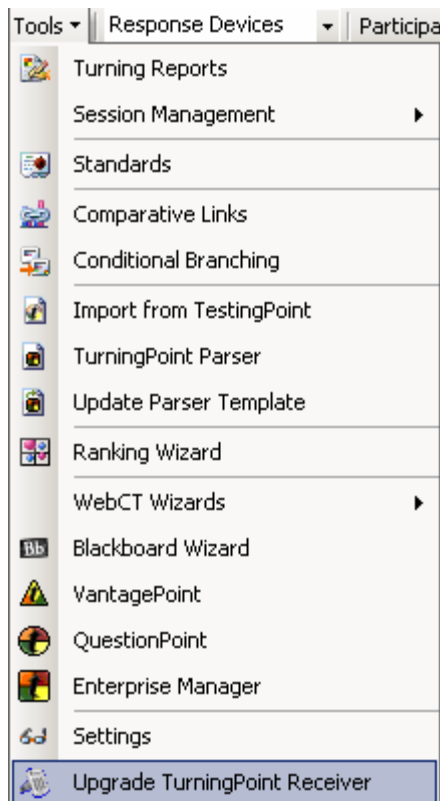 Tools Response Devices Participa
Turning Reports
Session Management
Standards
Comparative Links
Conditional Branching
Import from TestingPoint
TurningPoint Parser
Update Parser Template
Ranking Wizard
WebCT Wizards
Bb Blackboard Wizard
VantagePoint
QuestionPoint
Enterprise Manager
Settings
Upgrade TurningPoint Receiver